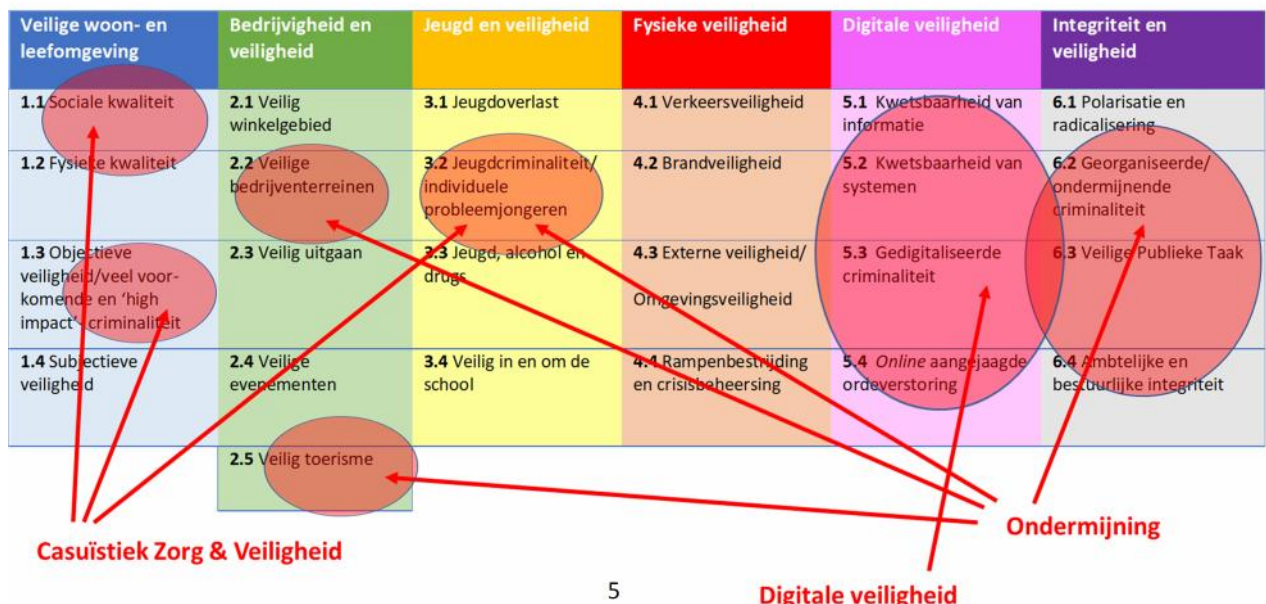 Veilige woon- en
leefomgeving
Bedrijvigheid en
veiligheid
Jeugd en veiligheid
Fysieke veiligheid
Digitale veiligheid
Integriteit en
veiligheid
1.1 Sociale kwaliteit
2.1 Veilig
winkelgebied
3.1 Jeugdoverlast
4.1 Verkeersveiligheid
5.1 Kwetsbaarheid van
informatie
6.1 Polarisatie en
radicalisering
1.2 Fysieke kwaliteit
2.2 Veilige
bedrijventerreinen
3.2 Jeugdcriminaliteit/
individuele
probleemjongeren
4.2 Brandveiligheid
5.2 Kwetsbaarheid van
systemen
6.2 Georganiseerde/
ondermijnende
criminaliteit
1.3 Objectieve
veiligheid/veel voor-
komende en ‘high
impact’- criminaliteit
2.3 Veilig uitgaan
3.3 Jeugd, alcohol en
drugs
4.3 Externe veiligheid/
Omgevingsveiligheid
5.3 Gedigitaliseerde
criminaliteit
6.3 Veilige Publieke Taak
1.4 Subjectieve
veiligheid
2.4 Veilige
evenementen
3.4 Veilig in en om de
school
4.4 Rampenbestrijding
en crisisbeheersing
5.4 Online aangejaagde
ordeverstoring
6.4 Ambtelijke en
bestuurlijke integriteit
2.5 Veilig toerisme
Ondermijning
Casuïstiek Zorg & Veiligheid
5
Digitale veiligheid